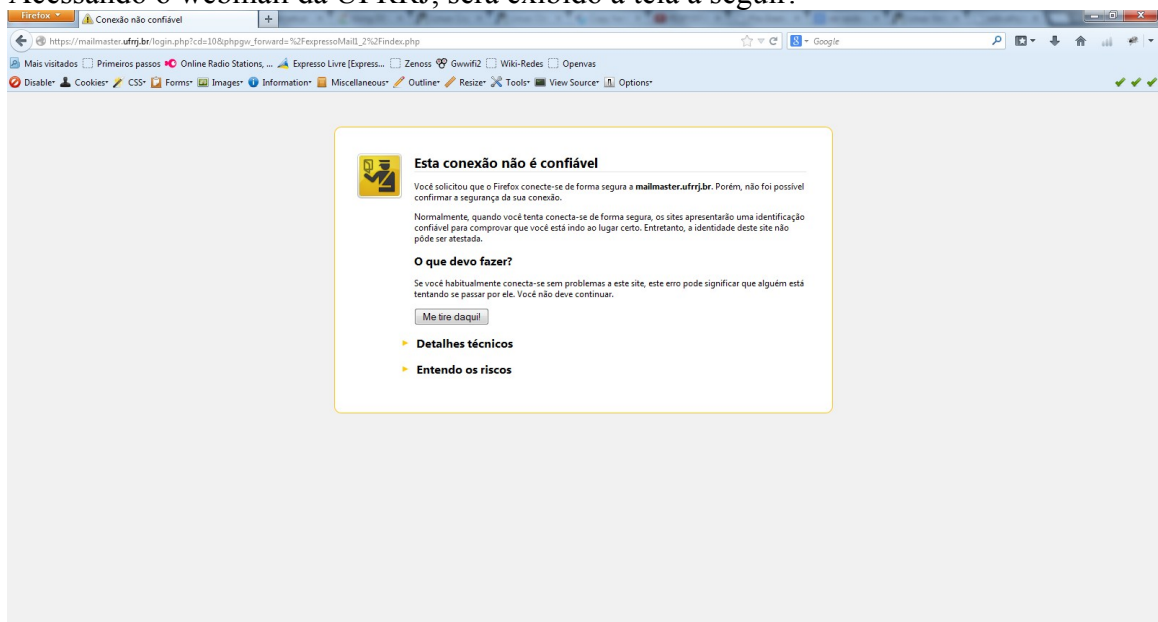 Acessando o webmail da UFRRJ, será exibido a tela a seguir:
Firefox
Conexão não confiável
https://mailmaster.ufrrj.br/login.php?cd=10&phpgw_forward=%2FexpressoMail1_2%2Findex.php
Google
Mais visitados Primeiros passos Online Radio Stations, ... Expresso Livre [Express... Zenoss Gwwifi2 Wiki-Redes Openvas
Disable Cookies CSS Forms Images Information Miscellaneous Outline Resize Tools View Source Options
Esta conexão não é confiável
Você solicitou que o Firefox conecte-se de forma segura a mailmaster.ufrrj.br. Porém, não foi possível
confirmar a segurança da sua conexão.
Normalmente, quando você tenta conecta-se de forma segura, os sites apresentarão uma identificação
confiável para comprovar que você está indo ao lugar certo. Entretanto, a identidade deste site não
pôde ser atestada.
O que devo fazer?
Se você habitualmente conecta-se sem problemas a este site, este erro pode significar que alguém está
tentando se passar por ele. Você não deve continuar.
Me tire daqui!
Detalhes técnicos
Entendo os riscos